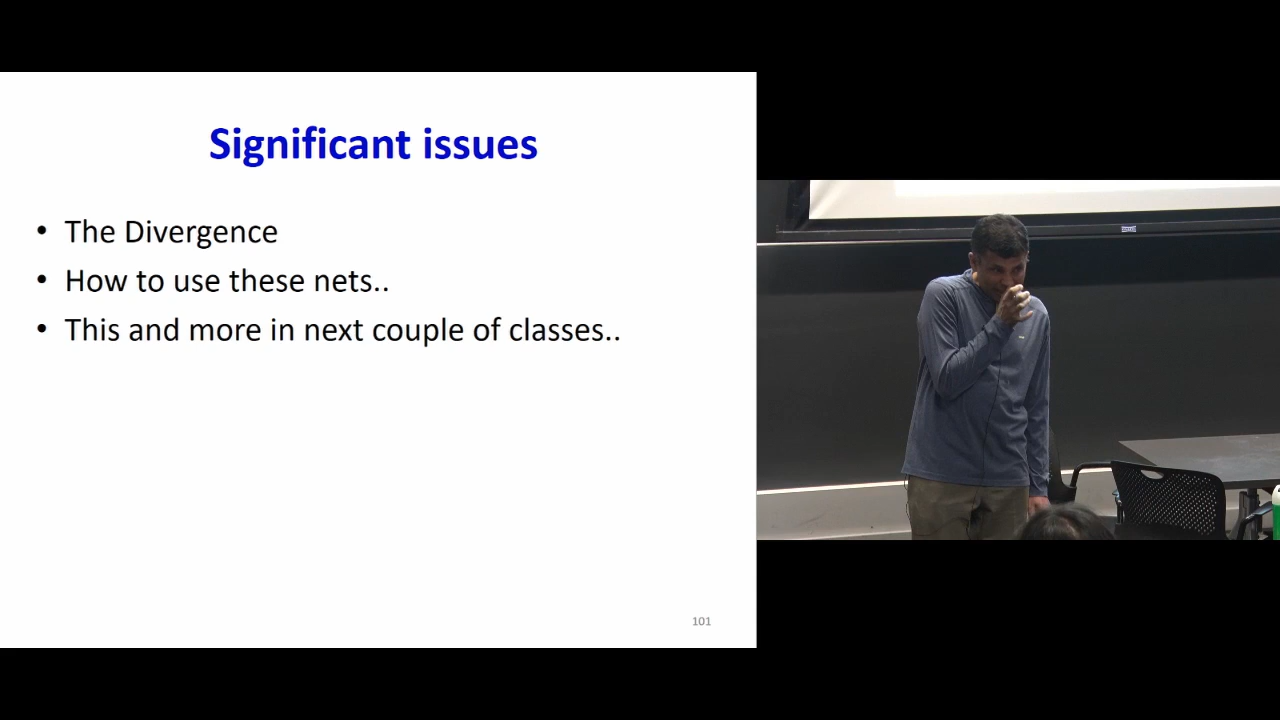 Significant issues
• The Divergence
• How to use these nets..
• This and more in next couple of classes..
101